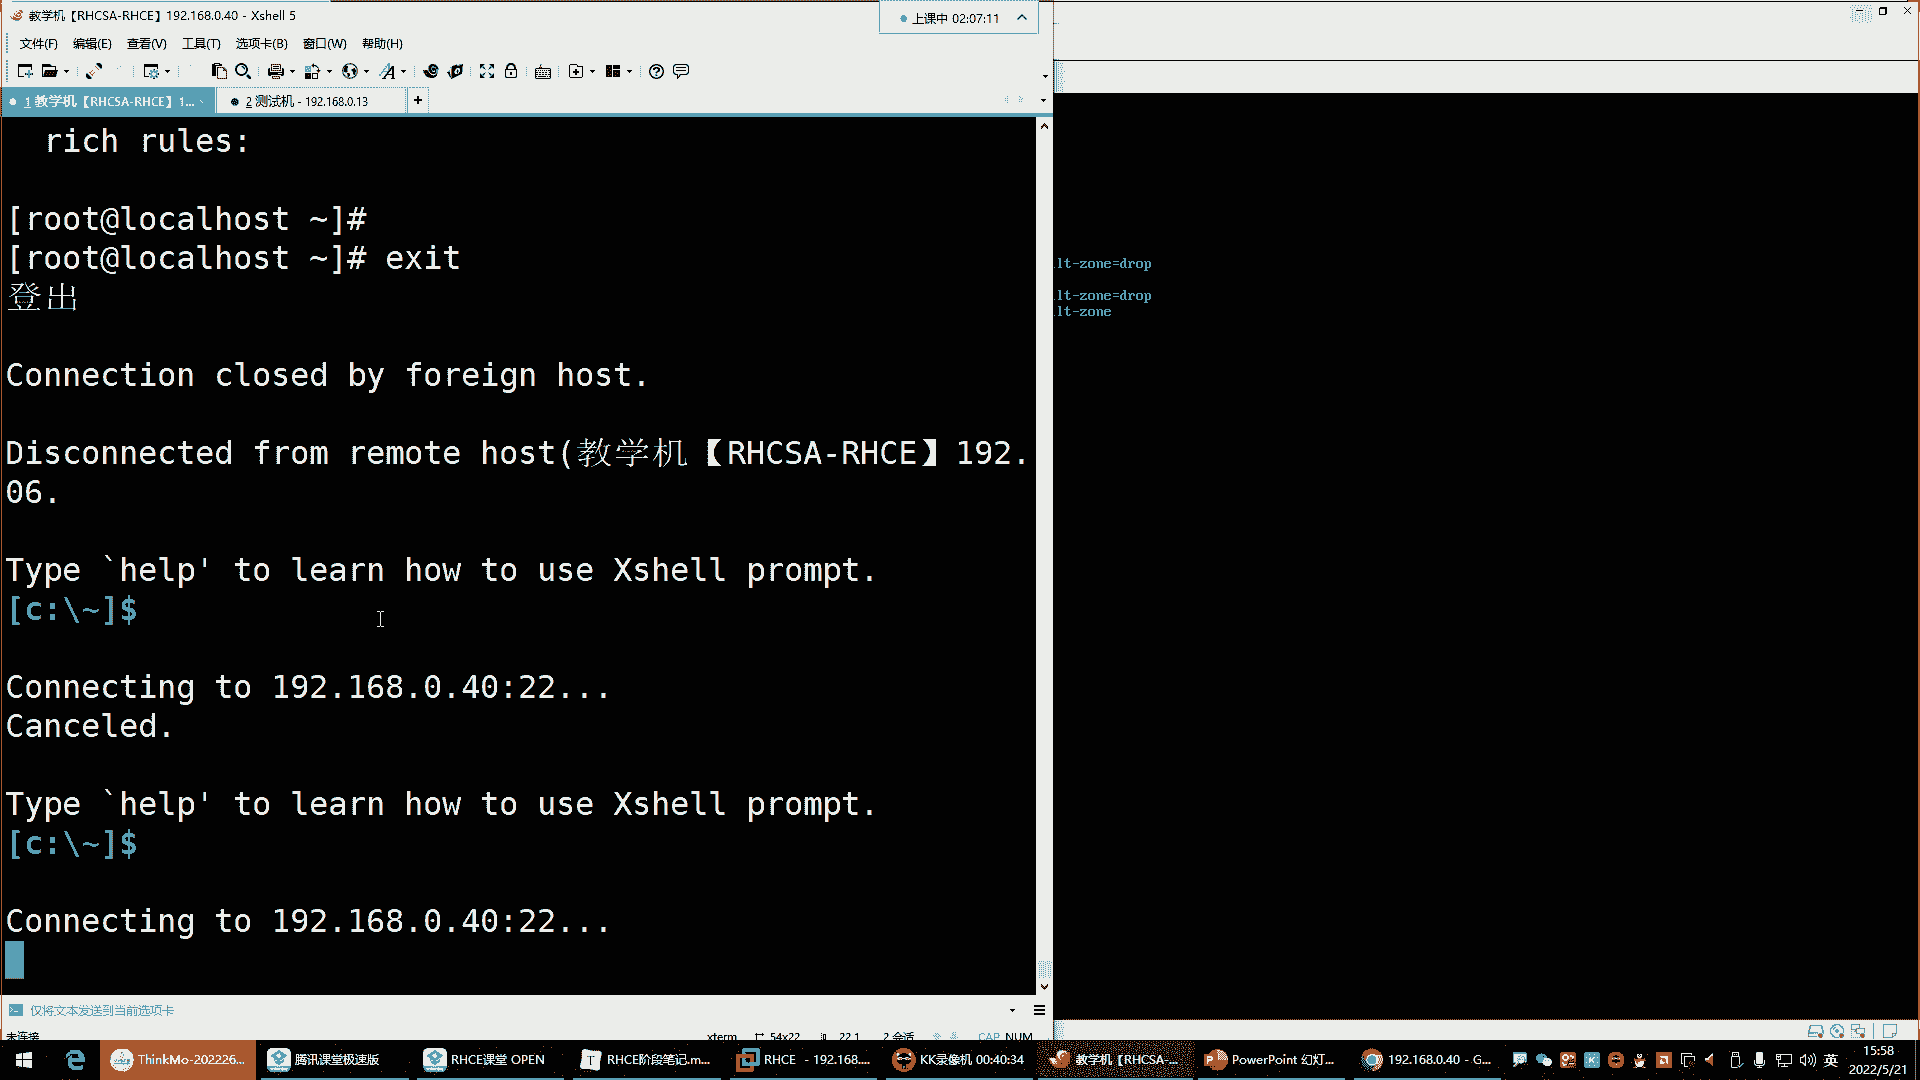 教学机【RHCSA-RHCE】192.168.0.40 - Xshell 5
上课中 02:07:11
文件(F) 编辑(E) 查看(V) 工具(T) 选项卡(B) 窗口(W) 帮助(H)
1 教学机【RHCSA-RHCE】1... 2 测试机 - 192.168.0.13 +
rich rules:
[root@localhost ~]#
[root@localhost ~]# exit
登出
Connection closed by foreign host.
Disconnected from remote host(教学机【RHCSA-RHCE】192.
06.
Type `help' to learn how to use Xshell prompt.
[c:\~]$
Connecting to 192.168.0.40:22...
Canceled.
Type `help' to learn how to use Xshell prompt.
[c:\~]$
Connecting to 192.168.0.40:22...
lt-zone=drop
lt-zone=drop
lt-zone
仅将文本发送到当前选项卡
未连接 xterm 54x22 22,1 2 会话 CAP NUM
ThinkMo-202226... 腾讯课堂极速版 RHCE课堂 OPEN RHCE阶段笔记.m... RHCE - 192.168.... KK录像机 00:40:34 教学机【RHCSA-... PowerPoint 幻灯... 192.168.0.40 - G... 英
15:58
2022/5/21